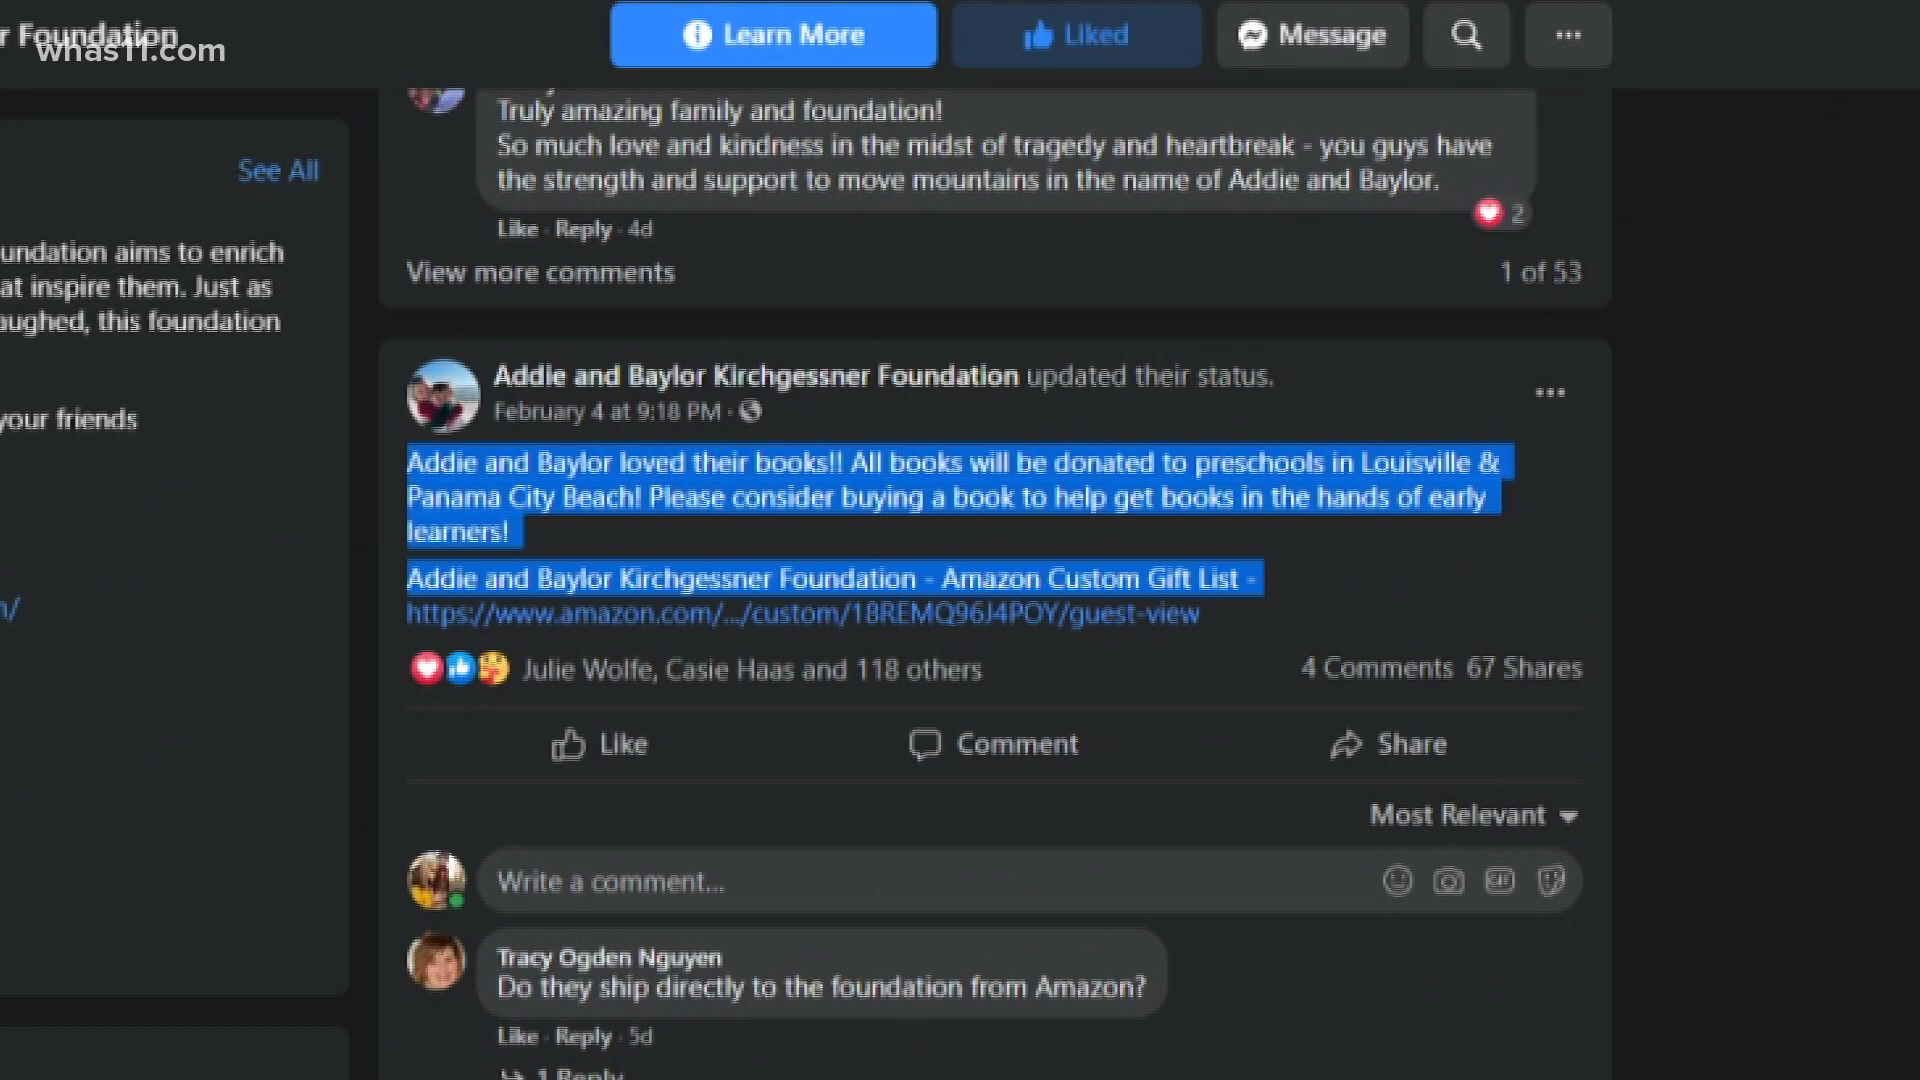 r Foundation
whas11.com
Learn More
Liked
Message
Truly amazing family and foundation!
So much love and kindness in the midst of tragedy and heartbreak - you guys have
the strength and support to move mountains in the name of Addie and Baylor.
2
Like · Reply · 4d
View more comments
1 of 53
See All
undation aims to enrich
at inspire them. Just as
aughed, this foundation
your friends
Addie and Baylor Kirchgessner Foundation updated their status.
February 4 at 9:18 PM ·
Addie and Baylor loved their books!! All books will be donated to preschools in Louisville &
Panama City Beach! Please consider buying a book to help get books in the hands of early
learners!
Addie and Baylor Kirchgessner Foundation - Amazon Custom Gift List -
https://www.amazon.com/.../custom/18REMQ96J4POY/guest-view
Julie Wolfe, Casie Haas and 118 others
4 Comments 67 Shares
Like
Comment
Share
Most Relevant
Write a comment...
GIF
Tracy Ogden Nguyen
Do they ship directly to the foundation from Amazon?
Like · Reply · 5d
1 Reply